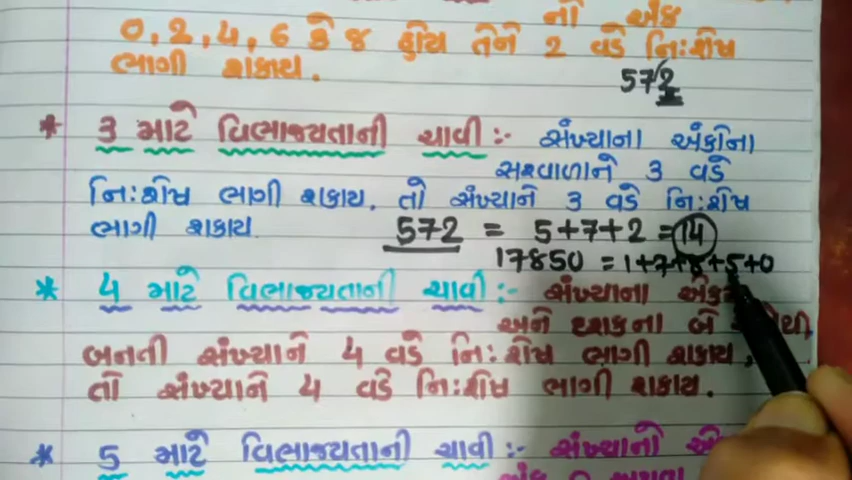 નો અંક
0, 2, 4, 6 કે ૪ હોય તેને 2 વડે નિ:શેષ
ભાગી શકાય.
572
* 3 માટે વિભાજ્યતાની ચાવી :- સંખ્યાના અંકોના
સરવાળાને 3 વડે
નિ:શેષ ભાગી શકાય, તો સંખ્યાને 3 વડે નિ:શેષ
ભાગી શકાય
572 = 5+7+2 = 14
17850 = 1+7+8+5+0
* 4 માટે વિભાજ્યતાની ચાવી :- સંખ્યાના
અને દશકના બે
બનતી સંખ્યાને 4 વડે નિ:શેષ ભાગી શકાય,
તો સંખ્યાને 4 વડે નિ:શેષ ભાગી શકાય.
* 5 માટે વિભાજ્યતાની ચાવી :- સંખ્યાનો